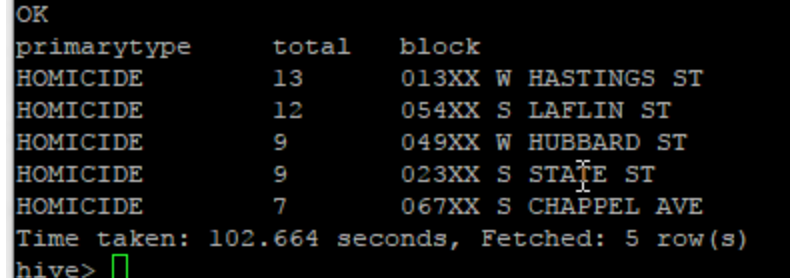 OK
primarytype total block
HOMICIDE 13 013XX W HASTINGS ST
HOMICIDE 12 054XX S LAFLIN ST
HOMICIDE 9 049XX W HUBBARD ST
HOMICIDE 9 023XX S STATE ST
HOMICIDE 7 067XX S CHAPPEL AVE
Time taken: 102.664 seconds, Fetched: 5 row(s)
hive>